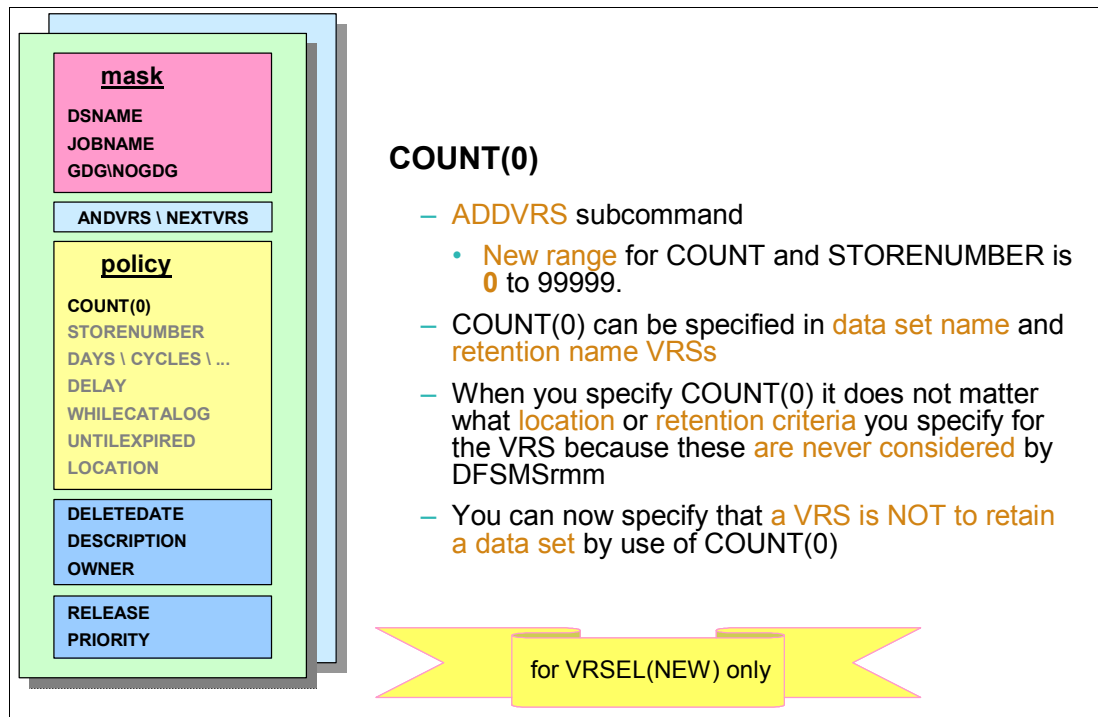 mask
DSNAME
JOBNAME
GDG\NOGDG
ANDVRS \ NEXTVRS
policy
COUNT(0)
STORENUMBER
DAYS \ CYCLES \ ...
DELAY
WHILECATALOG
UNTILEXPIRED
LOCATION
DELETEDATE
DESCRIPTION
OWNER
RELEASE
PRIORITY
COUNT(0)
– ADDVRS subcommand
• New range for COUNT and STORENUMBER is
0 to 99999.
– COUNT(0) can be specified in data set name and
retention name VRSs
– When you specify COUNT(0) it does not matter
what location or retention criteria you specify for
the VRS because these are never considered by
DFSMSrmm
– You can now specify that a VRS is NOT to retain
a data set by use of COUNT(0)
for VRSEL(NEW) only